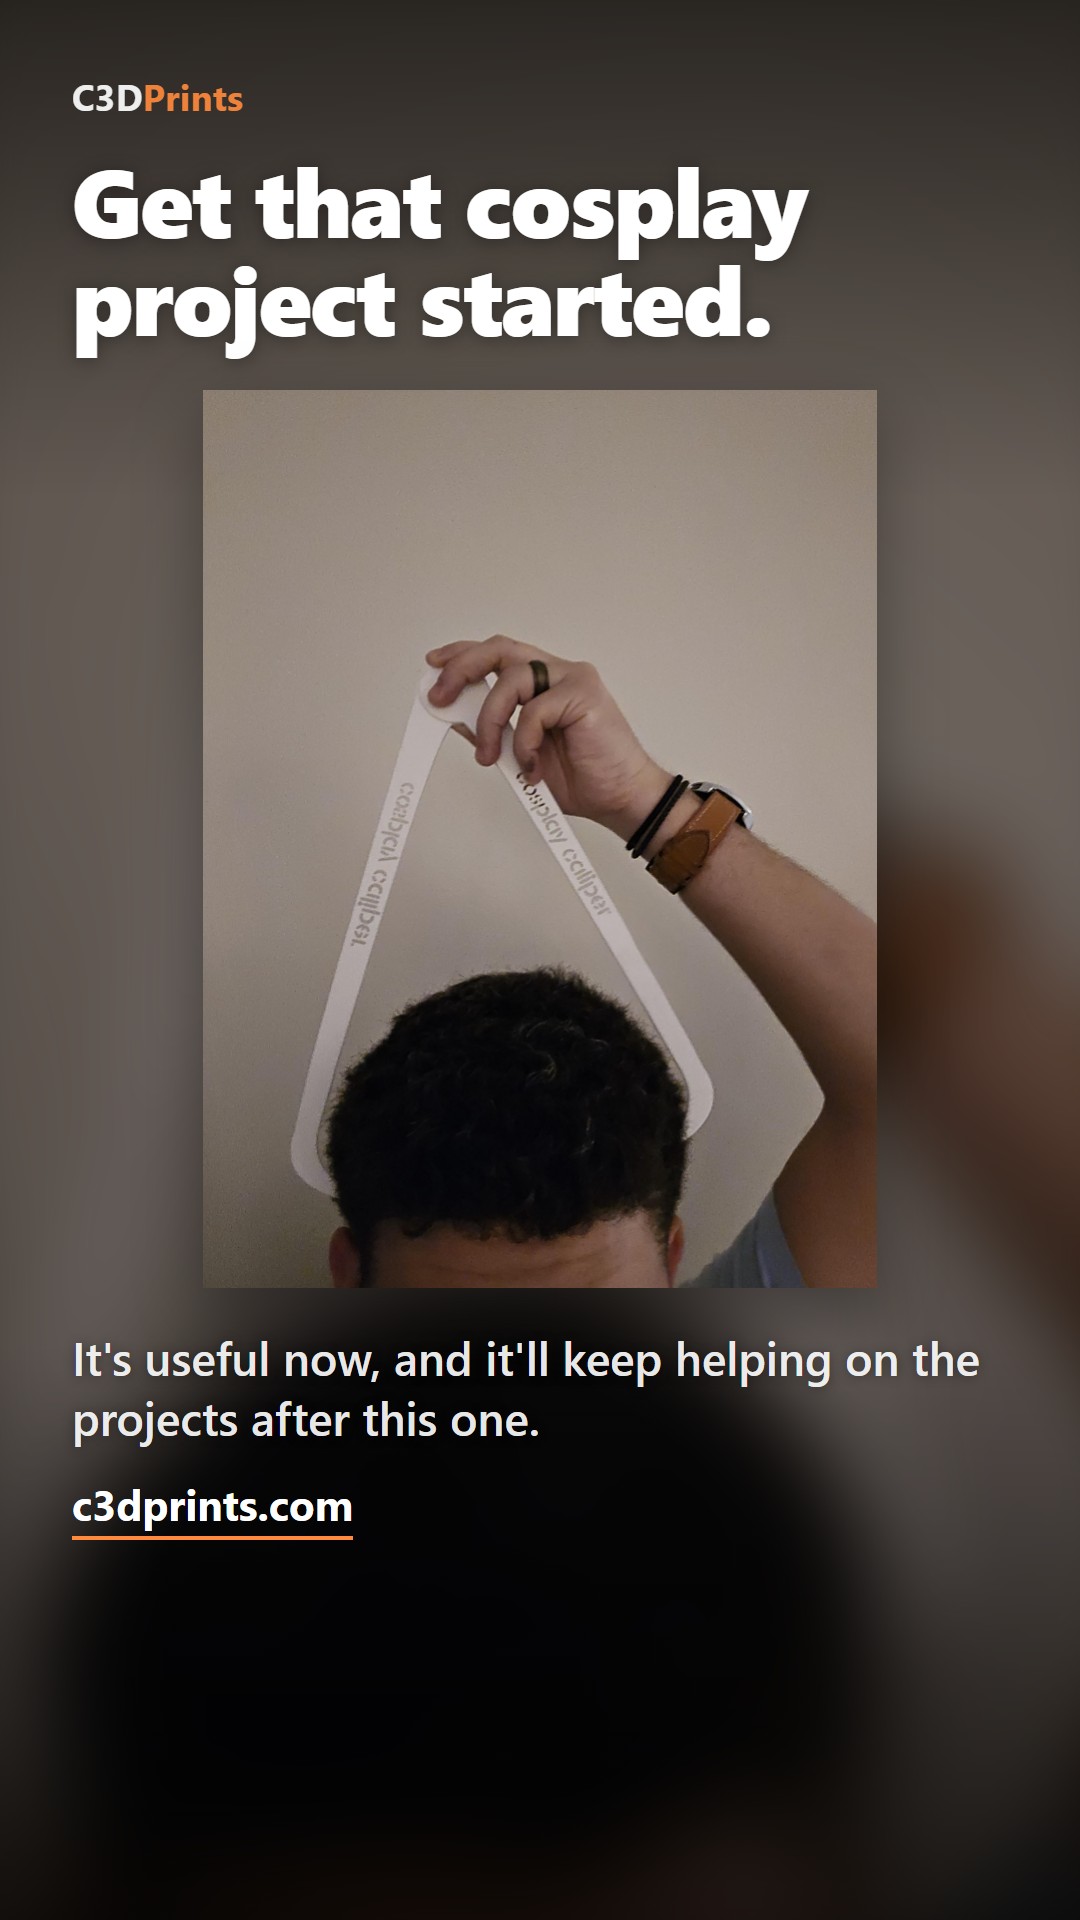 C3DPrints
Get that cosplay
project started.
cosplay caliper
cosplay caliper
It's useful now, and it'll keep helping on the
projects after this one.
c3dprints.com